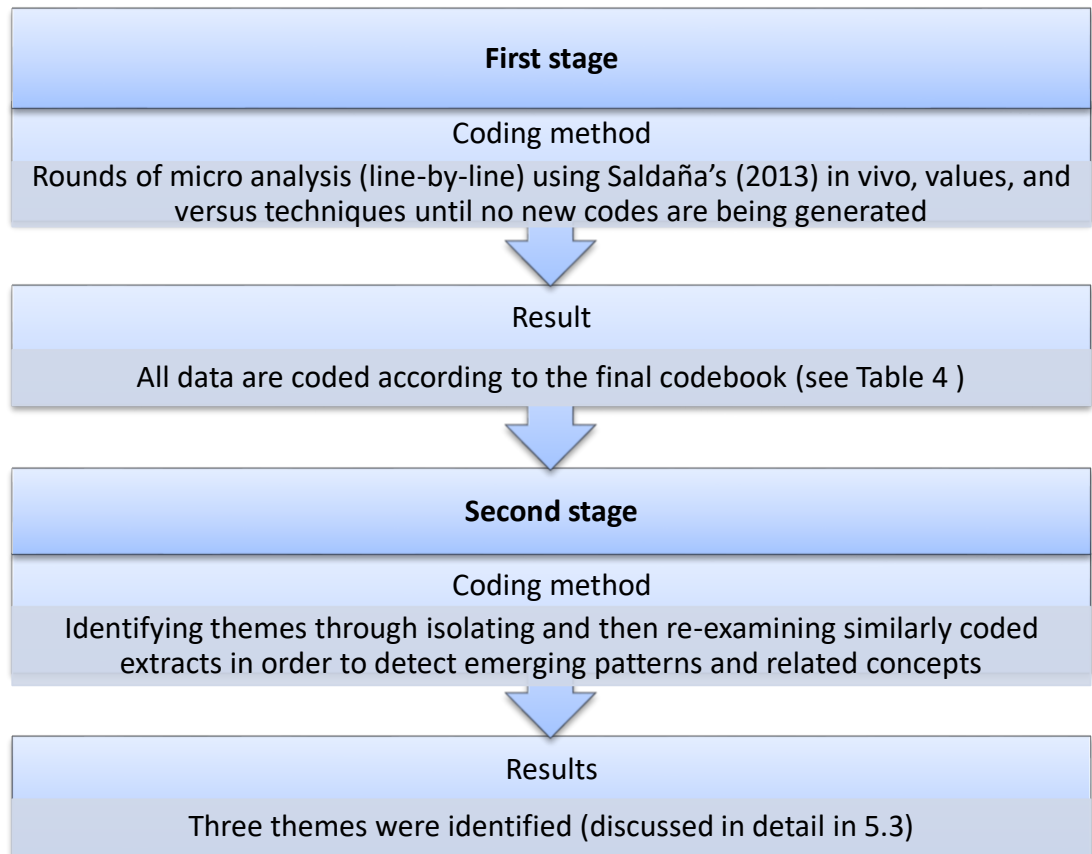 First stage
Coding method
Rounds of micro analysis (line-by-line) using Saldaña’s (2013) in vivo, values, and
versus techniques until no new codes are being generated
Result
All data are coded according to the final codebook (see Table 4 )
Second stage
Coding method
Identifying themes through isolating and then re-examining similarly coded
extracts in order to detect emerging patterns and related concepts
Results
Three themes were identified (discussed in detail in 5.3)